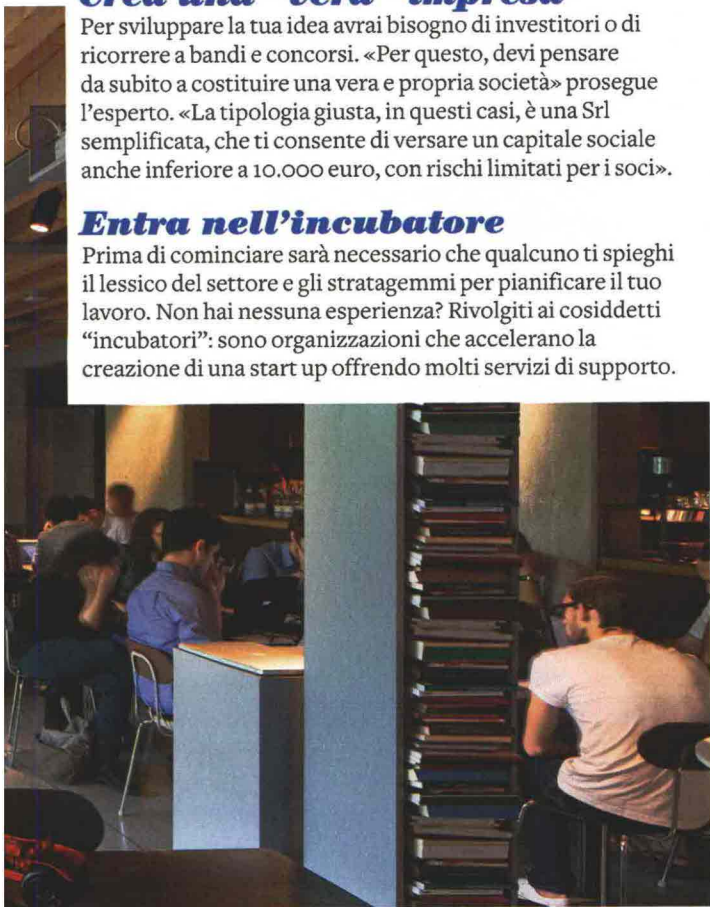 Crea una "vera" impresa
Per sviluppare la tua idea avrai bisogno di investitori o di
ricorrere a bandi e concorsi. «Per questo, devi pensare
da subito a costituire una vera e propria società» prosegue
l'esperto. «La tipologia giusta, in questi casi, è una Srl
semplificata, che ti consente di versare un capitale sociale
anche inferiore a 10.000 euro, con rischi limitati per i soci».
Entra nell'incubatore
Prima di cominciare sarà necessario che qualcuno ti spieghi
il lessico del settore e gli stratagemmi per pianificare il tuo
lavoro. Non hai nessuna esperienza? Rivolgiti ai cosiddetti
"incubatori": sono organizzazioni che accelerano la
creazione di una start up offrendo molti servizi di supporto.